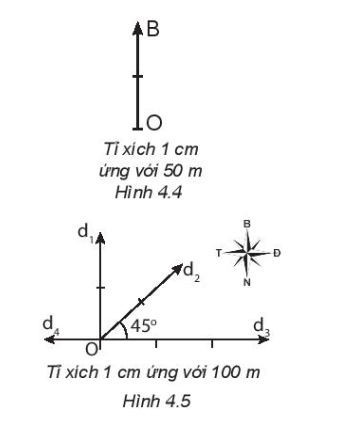 B
O
Tỉ xích 1 cm
ứng với 50 m
Hình 4.4
B
T Đ
N
d1
d2
45°
d4 d3
O
Tỉ xích 1 cm ứng với 100 m
Hình 4.5